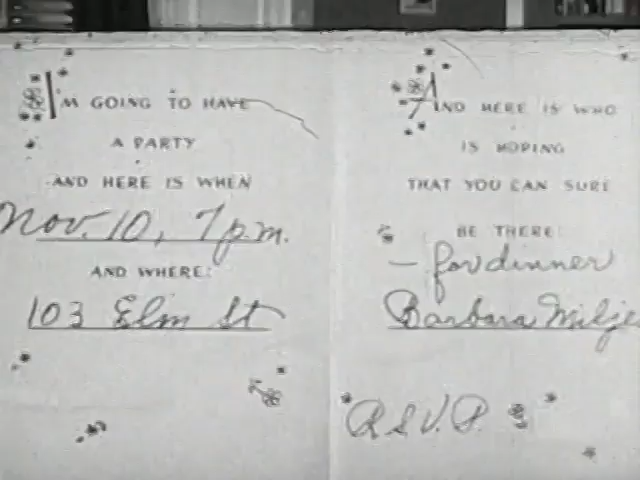 I'M GOING TO HAVE
A PARTY
AND HERE IS WHEN
Nov. 10, 7 p.m.
AND WHERE:
103 Elm St
AND HERE IS WHO
IS HOPING
THAT YOU CAN SURE
BE THERE:
— for dinner
Barbara
R.S.V.P.